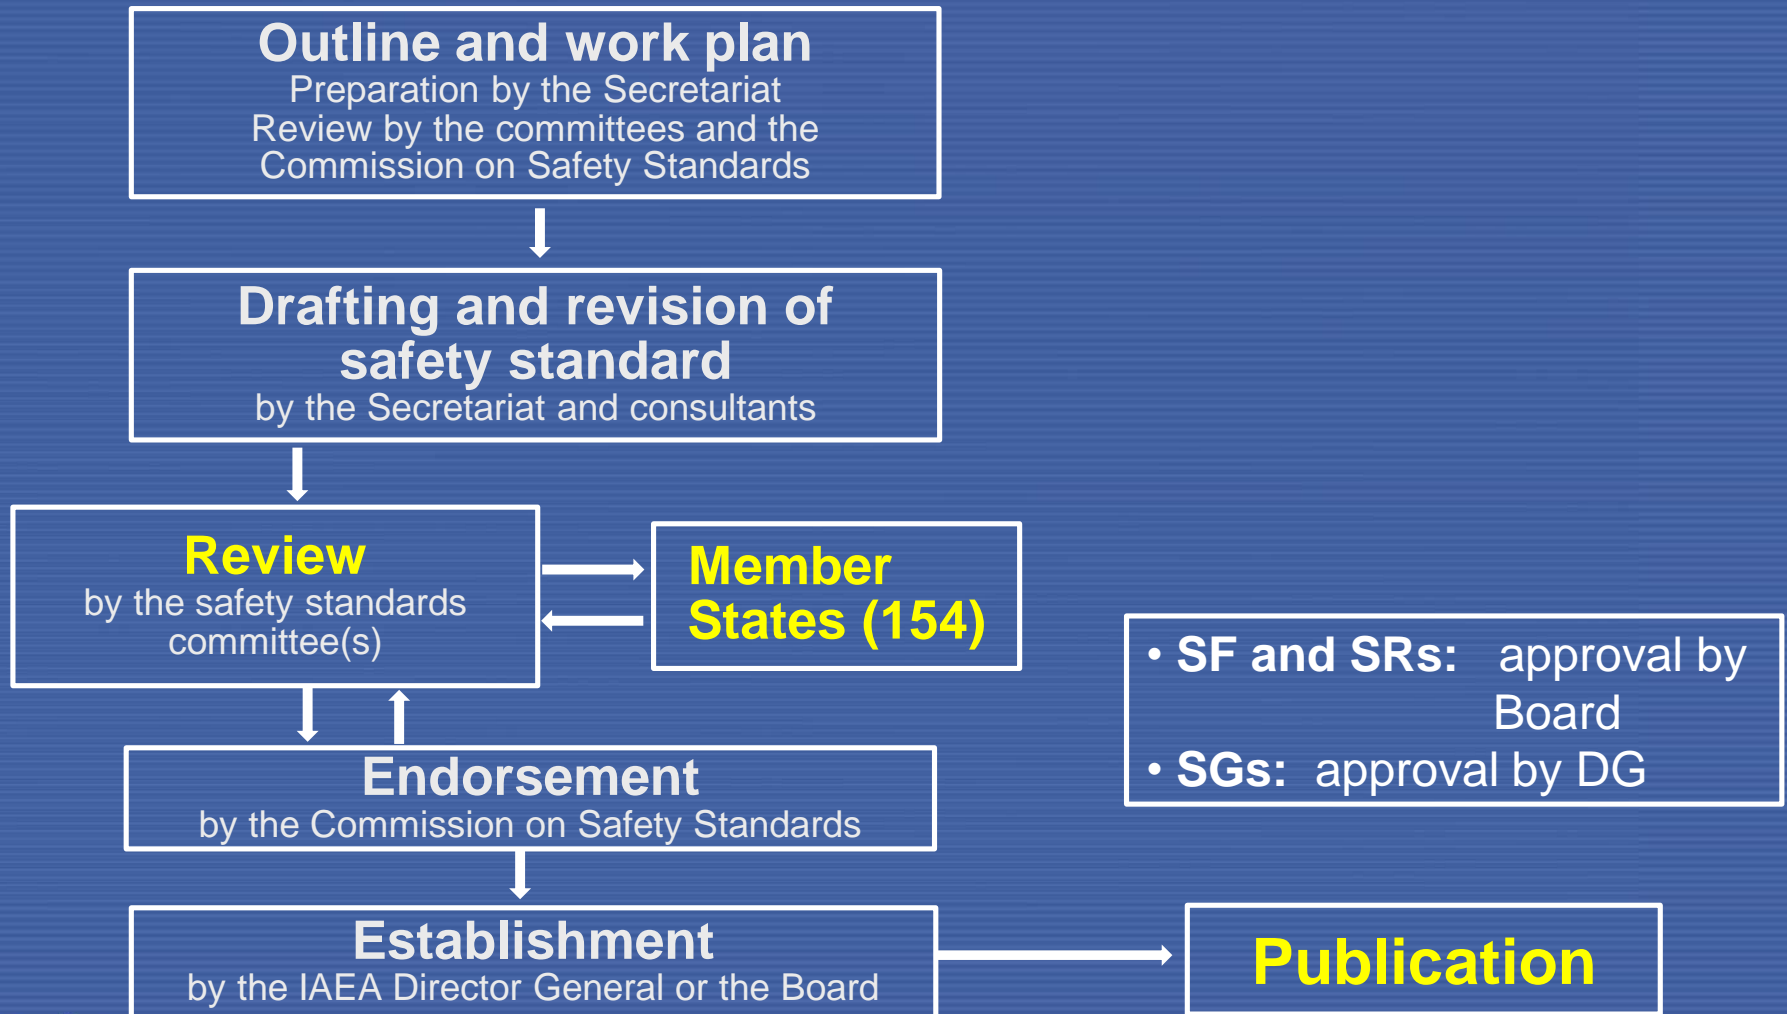 Outline and work plan
Preparation by the Secretariat
Review by the committees and the
Commission on Safety Standards
Drafting and revision of
safety standard
by the Secretariat and consultants
Review
by the safety standards
committee(s)
Member
States (154)
• SF and SRs: approval by
Board
• SGs: approval by DG
Endorsement
by the Commission on Safety Standards
Establishment
by the IAEA Director General or the Board
Publication